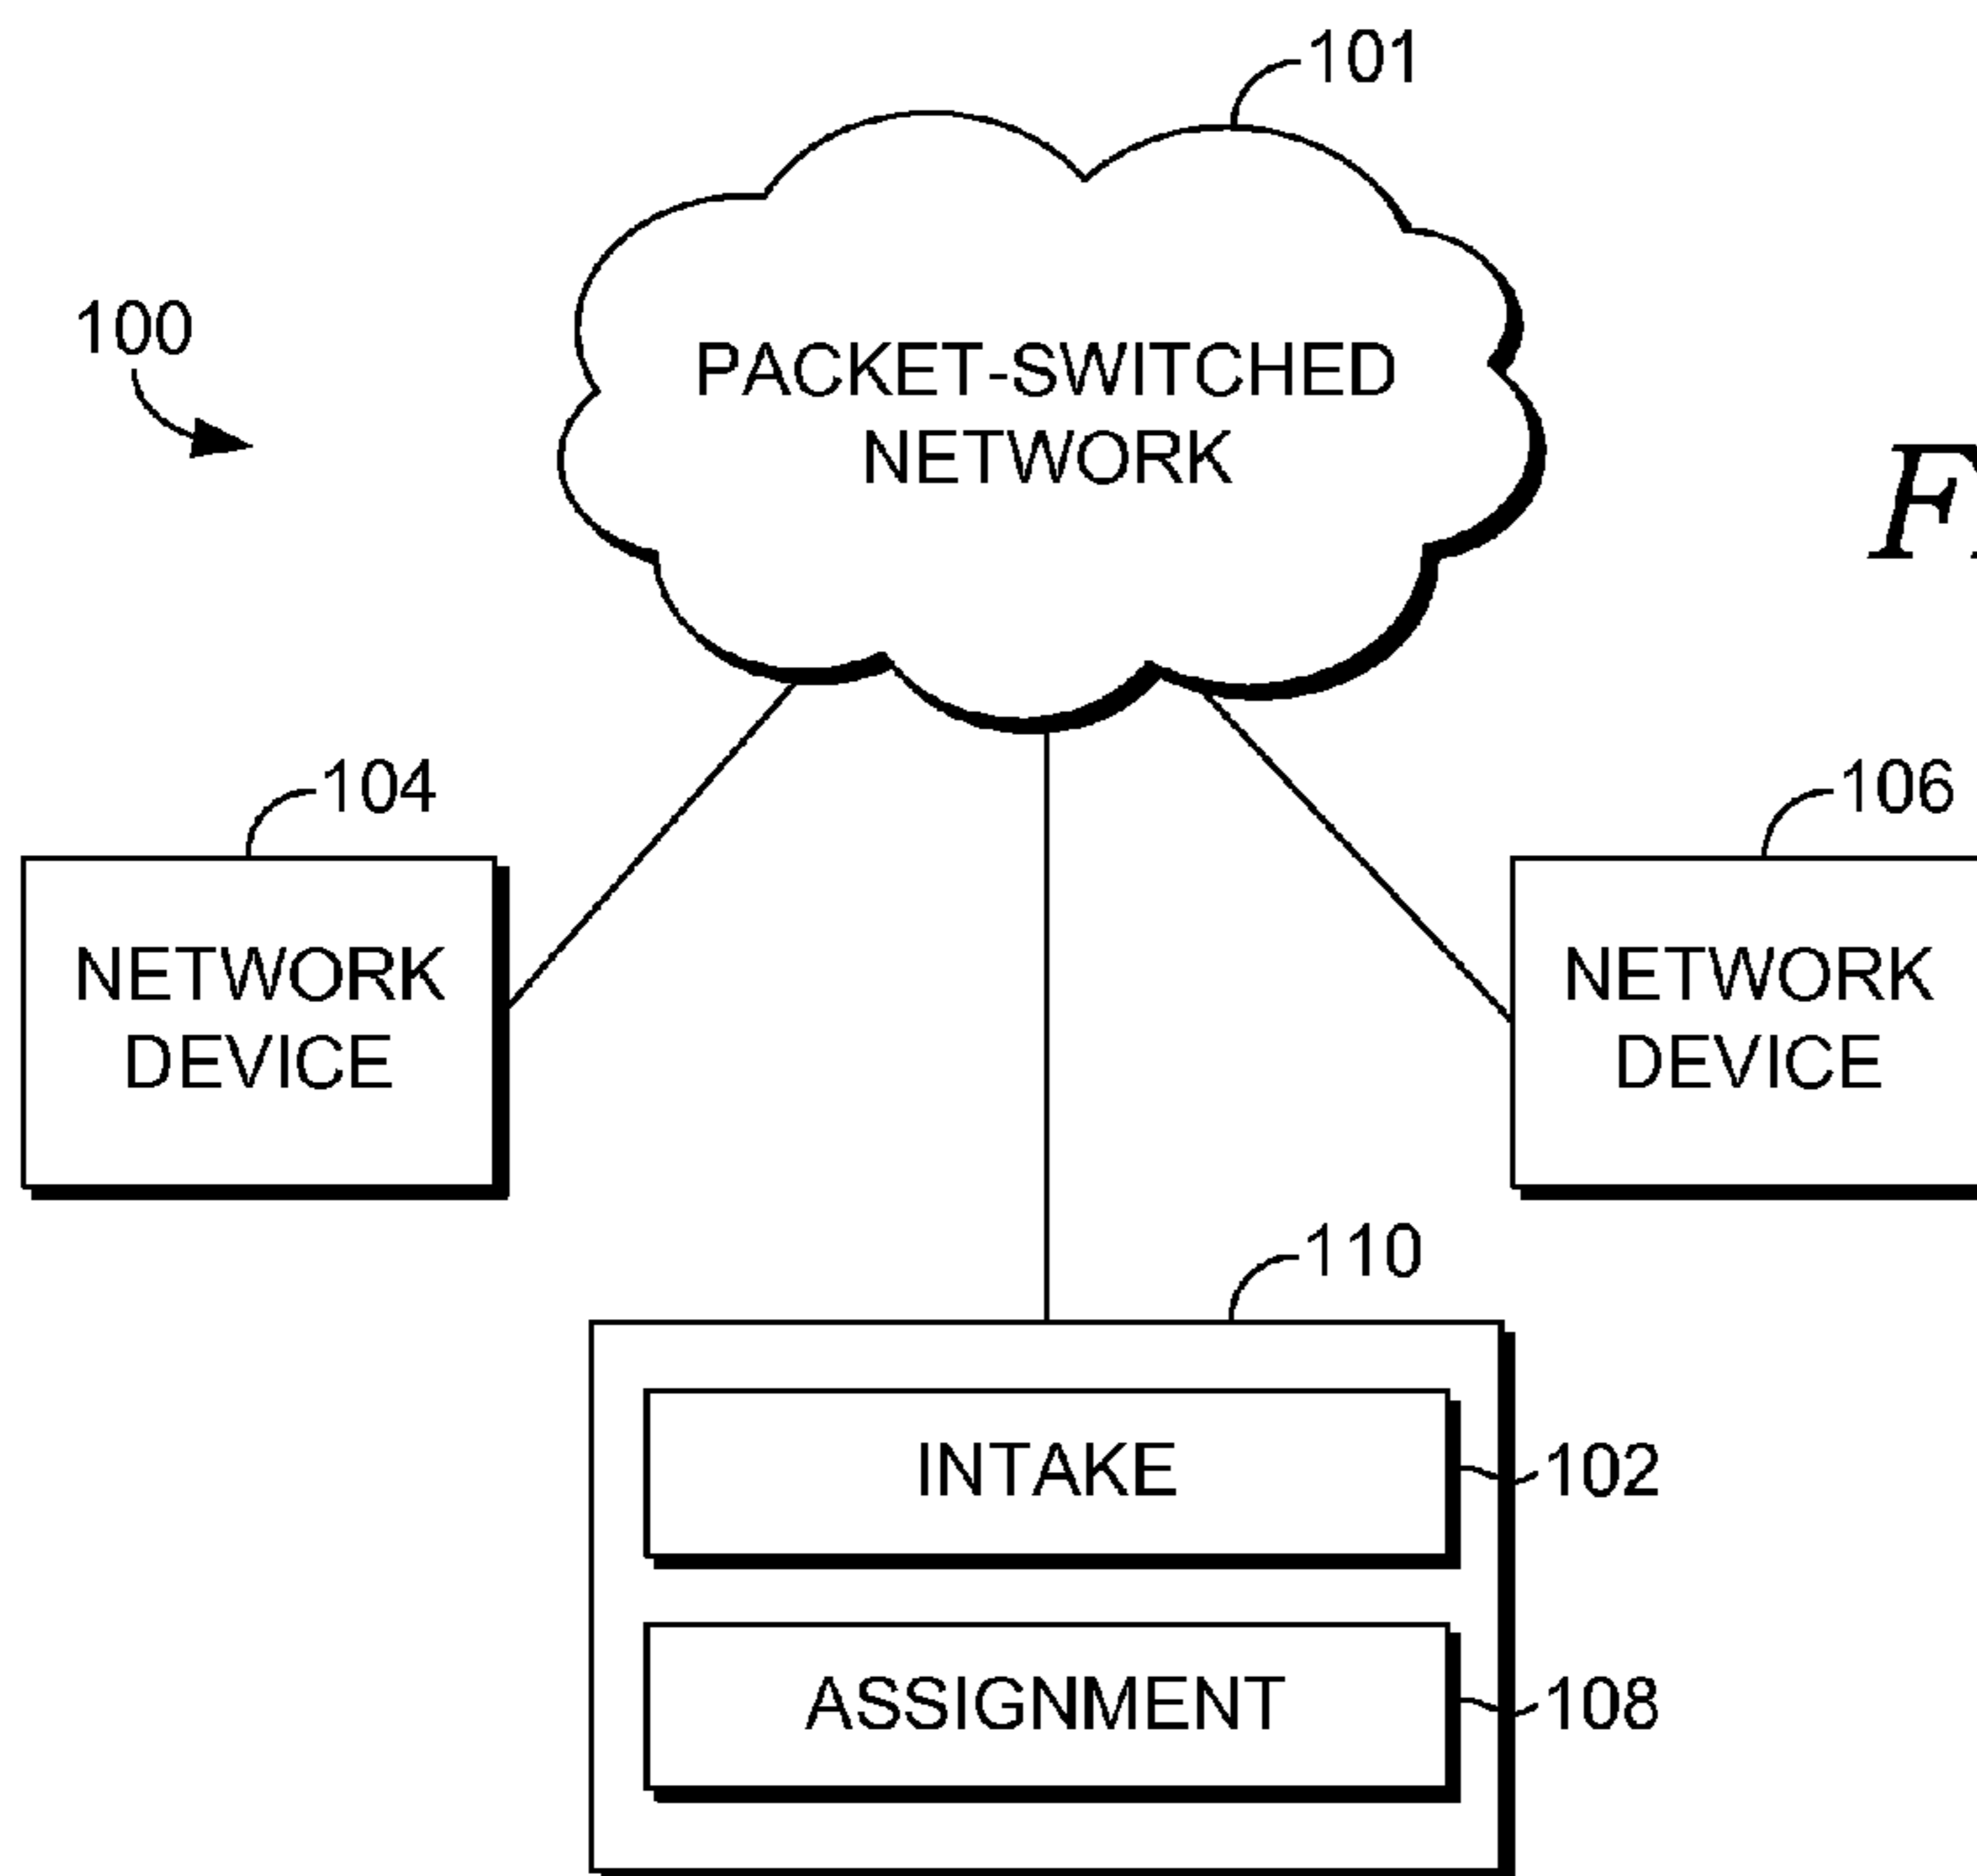 101
100
PACKET-SWITCHED
NETWORK
104
106
NETWORK
DEVICE
NETWORK
DEVICE
110
INTAKE
102
ASSIGNMENT
108